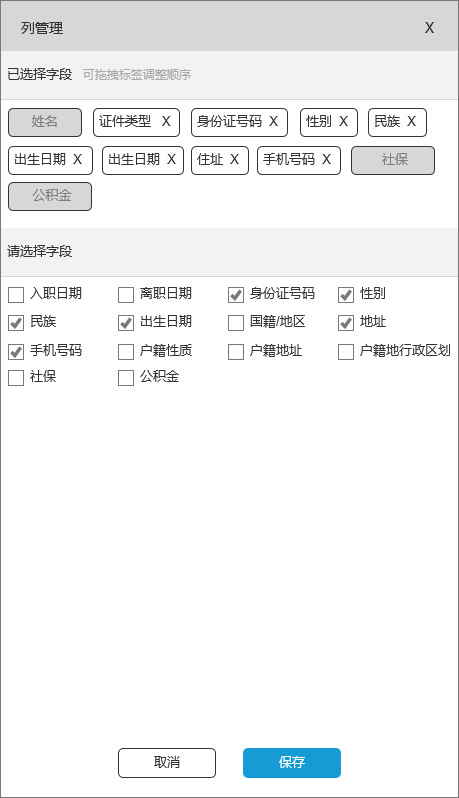 列管理 X
已选择字段 可拖拽标签调整顺序
姓名 证件类型 X 身份证号码 X 性别 X 民族 X
出生日期 X 出生日期 X 住址 X 手机号码 X 社保
公积金
请选择字段
入职日期 离职日期 身份证号码 性别
民族 出生日期 国籍/地区 地址
手机号码 户籍性质 户籍地址 户籍地行政区划
社保 公积金
取消 保存